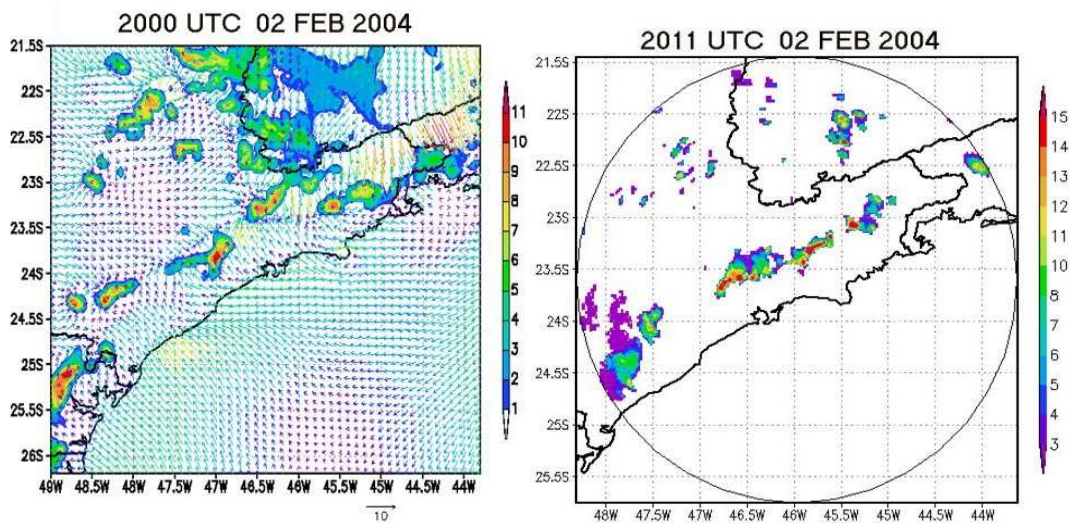 2000 UTC 02 FEB 2004
21.5S
22S
22.5S
23S
23.5S
24S
24.5S
25S
25.5S
26S
49W 48.5W 48W 47.5W 47W 46.5W 46W 45.5W 45W 44.5W 44W
10
11
10
9
8
7
6
5
4
3
2
1
2011 UTC 02 FEB 2004
21.5S
22S
22.5S
23S
23.5S
24S
24.5S
25S
25.5S
48W 47.5W 47W 46.5W 46W 45.5W 45W 44.5W 44W
15
14
13
12
10
9
8
7
6
5
4
3